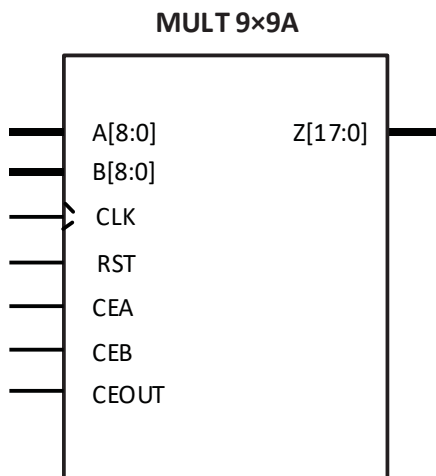 MULT 9×9A
A[8:0] Z[17:0]
B[8:0]
CLK
RST
CEA
CEB
CEOUT